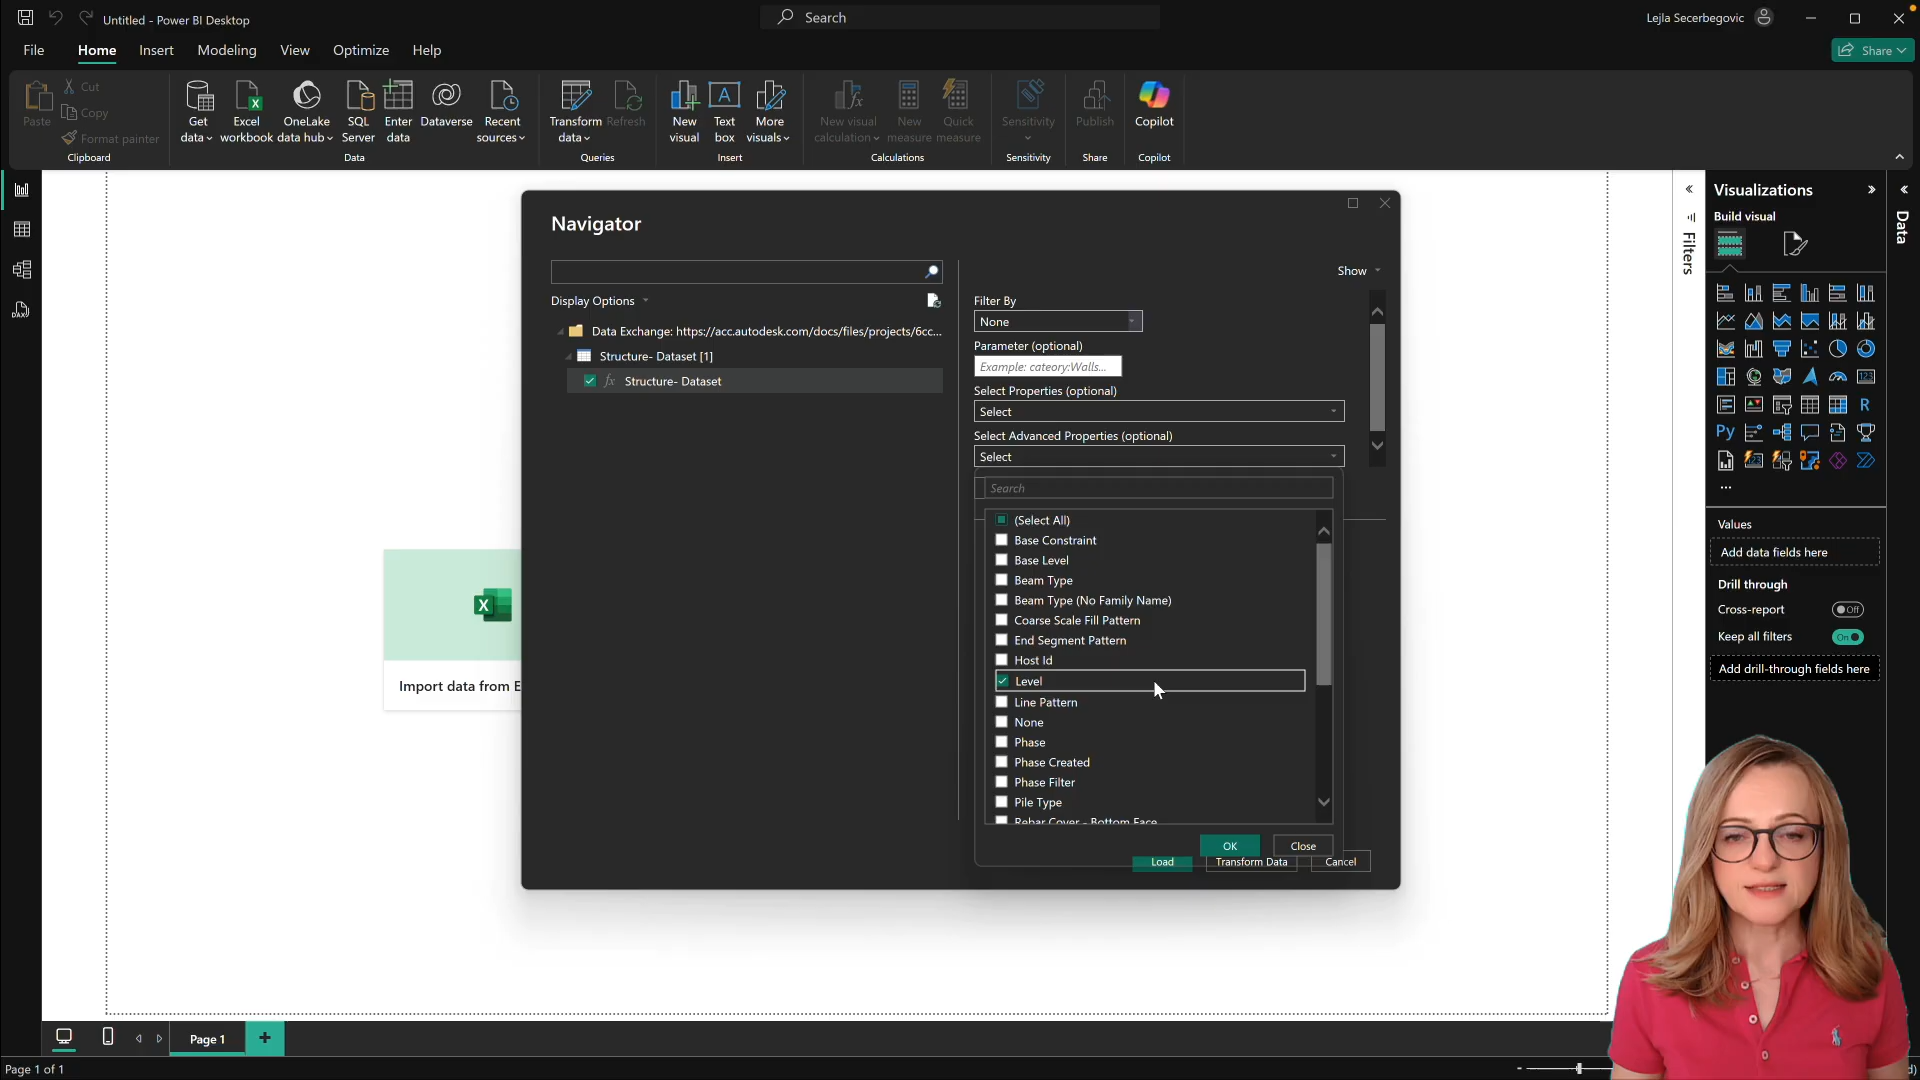 Untitled - Power BI Desktop
Search
Lejla Secerbegovic
File
Home
Insert
Modeling
View
Optimize
Help
Share
Paste
Cut
Copy
Format painter
Clipboard
Get data
Excel workbook
OneLake data hub
SQL Server
Enter data
Dataverse
Recent sources
Data
Transform data
Refresh
Queries
New visual
Text box
More visuals
Insert
New visual calculation
New measure
Quick measure
Calculations
Sensitivity
Sensitivity
Publish
Share
Copilot
Copilot
Navigator
Display Options
Data Exchange: https://acc.autodesk.com/docs/files/projects/6cc...
Structure- Dataset [1]
fx Structure- Dataset
Show
Filter By
None
Parameter (optional)
Example: cateory:Walls...
Select Properties (optional)
Select
Select Advanced Properties (optional)
Select
Search
(Select All)
Base Constraint
Base Level
Beam Type
Beam Type (No Family Name)
Coarse Scale Fill Pattern
End Segment Pattern
Host Id
Level
Line Pattern
None
Phase
Phase Created
Phase Filter
Pile Type
Rebar Cover - Bottom Face
OK
Close
Load
Transform Data
Cancel
Import data from E
Filters
Visualizations
Build visual
R
Py
...
Values
Add data fields here
Drill through
Cross-report
Off
Keep all filters
On
Add drill-through fields here
Data
Page 1
Page 1 of 1